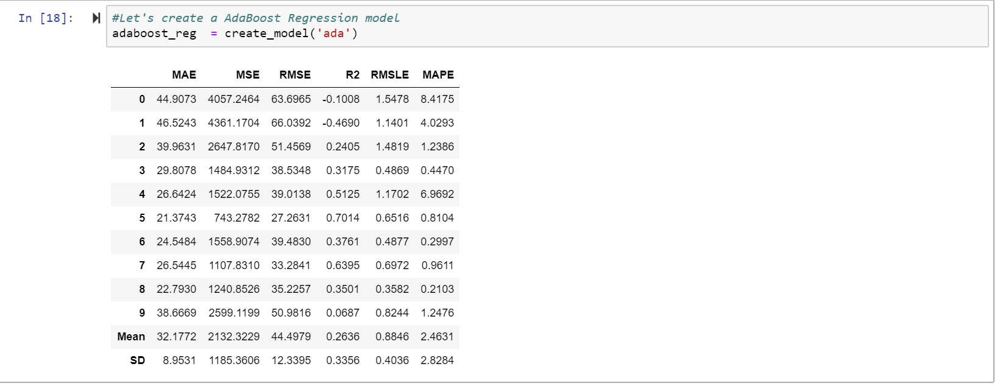 In [18]:
#Let's create a AdaBoost Regression model
adaboost_reg  = create_model('ada')
MAE MSE RMSE R2 RMSLE MAPE
0 44.9073 4057.2464 63.6965 -0.1008 1.5478 8.4175
1 46.5243 4361.1704 66.0392 -0.4690 1.1401 4.0293
2 39.9631 2647.8170 51.4569 0.2405 1.4819 1.2386
3 29.8078 1484.9312 38.5348 0.3175 0.4869 0.4470
4 26.6424 1522.0755 39.0138 0.5125 1.1702 6.9692
5 21.3743 743.2782 27.2631 0.7014 0.6516 0.8104
6 24.5484 1558.9074 39.4830 0.3761 0.4877 0.2997
7 26.5445 1107.8310 33.2841 0.6395 0.6972 0.9611
8 22.7930 1240.8526 35.2257 0.3501 0.3582 0.2103
9 38.6669 2599.1199 50.9816 0.0687 0.8244 1.2476
Mean 32.1772 2132.3229 44.4979 0.2636 0.8846 2.4631
SD 8.9531 1185.3606 12.3395 0.3356 0.4036 2.8284